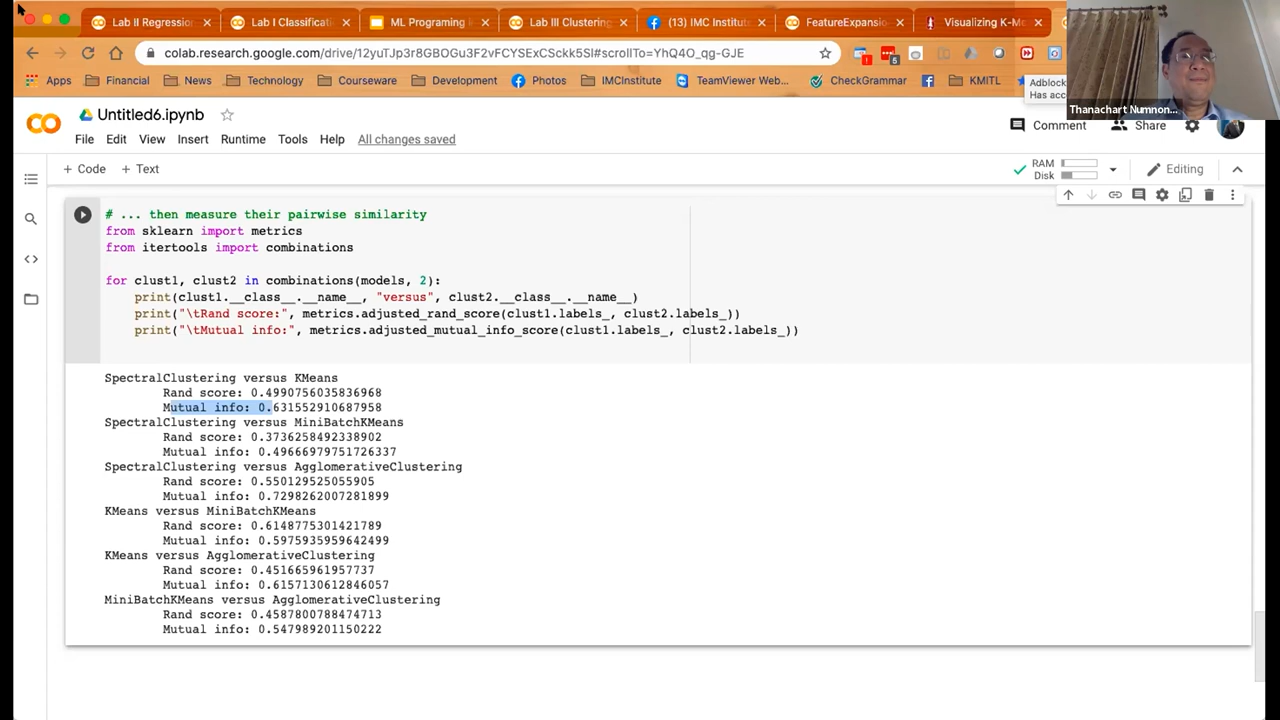 Lab II Regressi
Lab I Classificati
ML Programing i
Lab III Clustering
(13) IMC Institut
FeatureExpansio
Visualizing K-Me
colab.research.google.com/drive/12yuTJp3r8GBOGu3F2vFCYSExCSckk5Sl#scrollTo=YhQ4O_qg-GJE
5
Apps
Financial
News
Technology
Courseware
Development
Photos
IMCInstitute
TeamViewer Web...
CheckGrammar
KMITL
Adblock
Has acc
Thanachart Numnon...
Untitled6.ipynb
Comment
Share
File Edit View Insert Runtime Tools Help All changes saved
+ Code + Text
RAM
Disk
Editing
# ... then measure their pairwise similarity
from sklearn import metrics
from itertools import combinations
for clust1, clust2 in combinations(models, 2):
print(clust1.__class__.__name__, "versus", clust2.__class__.__name__)
print("\tRand score:", metrics.adjusted_rand_score(clust1.labels_, clust2.labels_))
print("\tMutual info:", metrics.adjusted_mutual_info_score(clust1.labels_, clust2.labels_))
SpectralClustering versus KMeans
Rand score: 0.4990756035836968
Mutual info: 0.631552910687958
SpectralClustering versus MiniBatchKMeans
Rand score: 0.3736258492338902
Mutual info: 0.49666979751726337
SpectralClustering versus AgglomerativeClustering
Rand score: 0.550129525055905
Mutual info: 0.7298262007281899
KMeans versus MiniBatchKMeans
Rand score: 0.6148775301421789
Mutual info: 0.5975935959642499
KMeans versus AgglomerativeClustering
Rand score: 0.451665961957737
Mutual info: 0.6157130612846057
MiniBatchKMeans versus AgglomerativeClustering
Rand score: 0.4587800788474713
Mutual info: 0.547989201150222